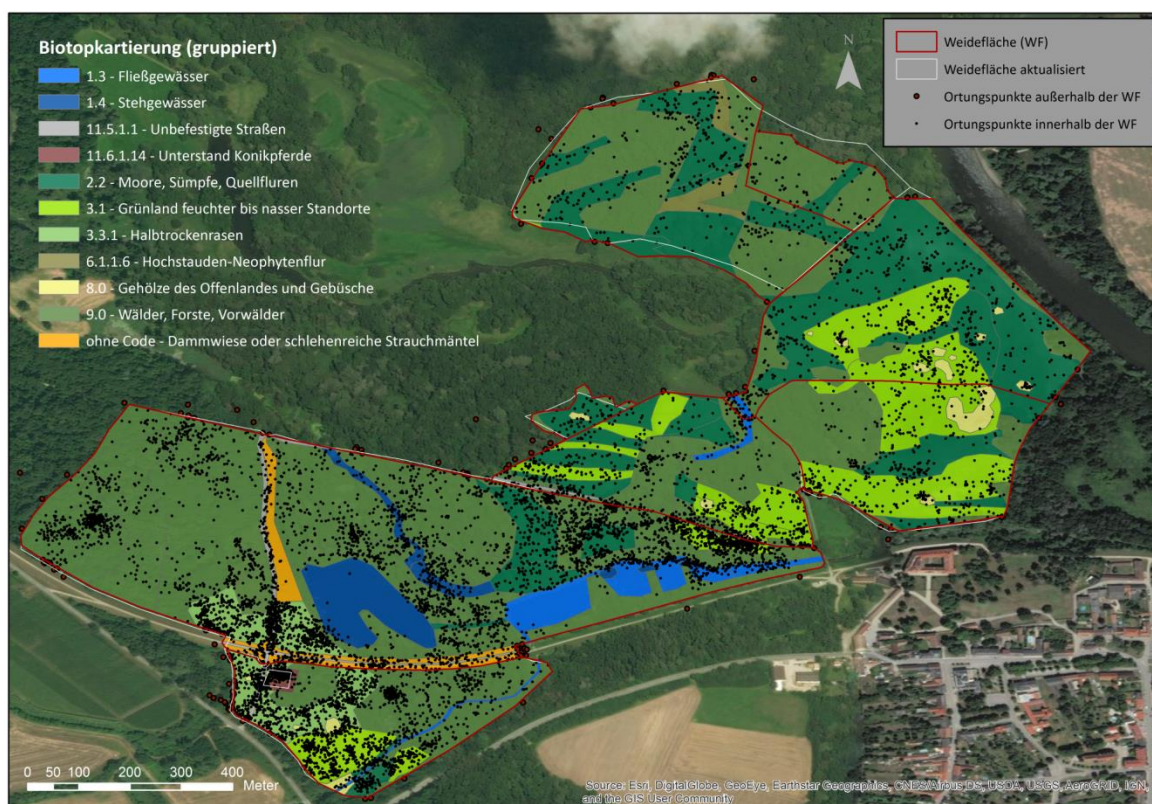 Biotopkartierung (gruppiert)
1.3 - Fließgewässer
1.4 - Stehgewässer
11.5.1.1 - Unbefestigte Straßen
11.6.1.14 - Unterstand Konikpferde
2.2 - Moore, Sümpfe, Quellfluren
3.1 - Grünland feuchter bis nasser Standorte
3.3.1 - Halbtrockenrasen
6.1.1.6 - Hochstauden-Neophytenflur
8.0 - Gehölze des Offenlandes und Gebüsche
9.0 - Wälder, Forste, Vorwälder
ohne Code - Dammwiese oder schlehenreiche Strauchmäntel
N
Weidefläche (WF)
Weidefläche aktualisiert
Ortungspunkte außerhalb der WF
Ortungspunkte innerhalb der WF
0 50 100 200 300 400
Meter
Source: Esri, DigitalGlobe, GeoEye, Earthstar Geographics, CNES/Airbus DS, USDA, USGS, AeroGRID, IGN,
and the GIS User Community